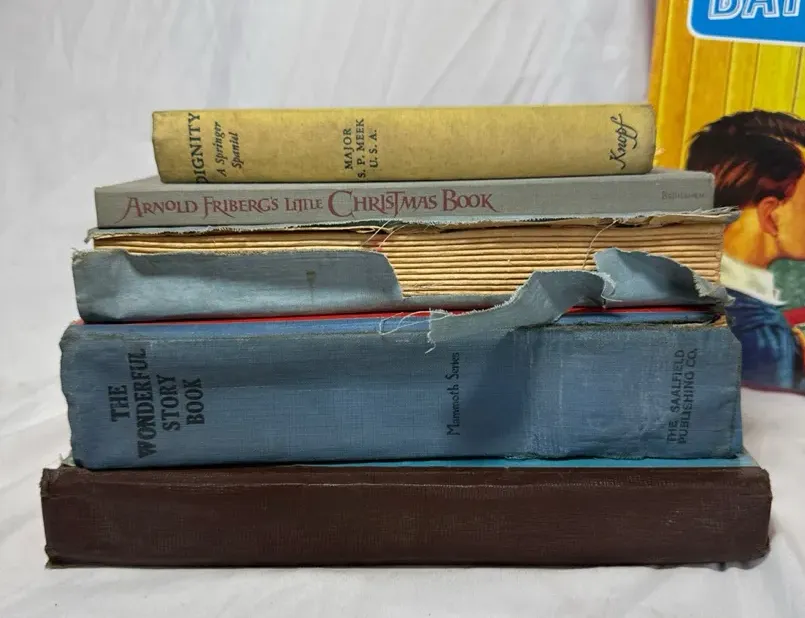 DAY
DIGNITY
A Springer
Spaniel
MAJOR
S. P. MEEK
U. S. A.
Knopf
ARNOLD FRIBERG'S LITTLE CHRISTMAS BOOK
THE
WONDERFUL
STORY
BOOK
Mammoth Series
THE SAALFIELD
PUBLISHING CO.